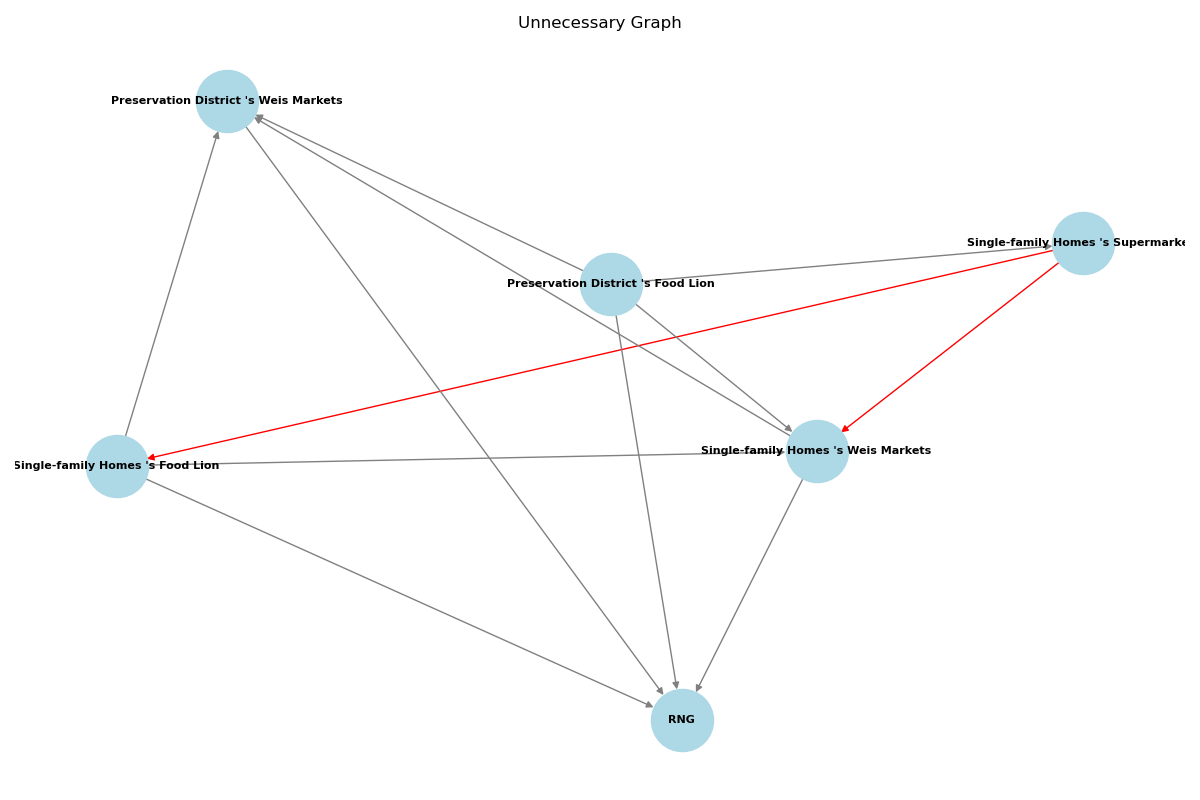 Unnecessary Graph
Preservation District 's Weis Markets
Single-family Homes 's Supermarke
Preservation District 's Food Lion
Single-family Homes 's Weis Markets
Single-family Homes 's Food Lion
RNG